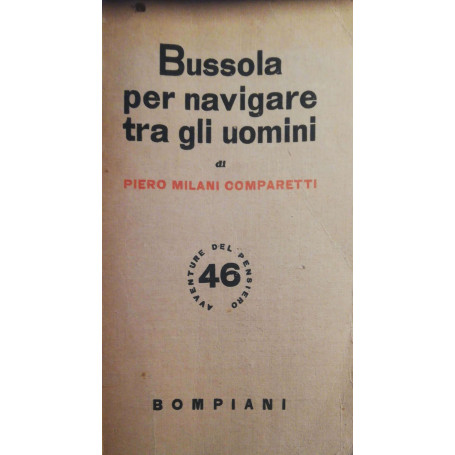 Bussola
per navigare
tra gli uomini
di
PIERO MILANI COMPARETTI
AVVENTURE DEL PENSIERO
46
BOMPIANI